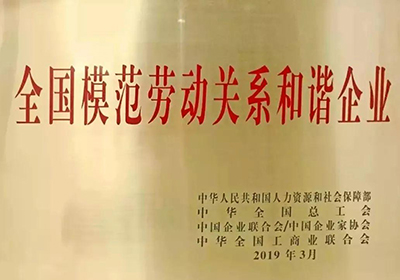 全国模范劳动关系和谐企业
中华人民共和国人力资源和社会保障部
中华全国总工会
中国企业联合会/中国企业家协会
中华全国工商业联合会
2019年3月